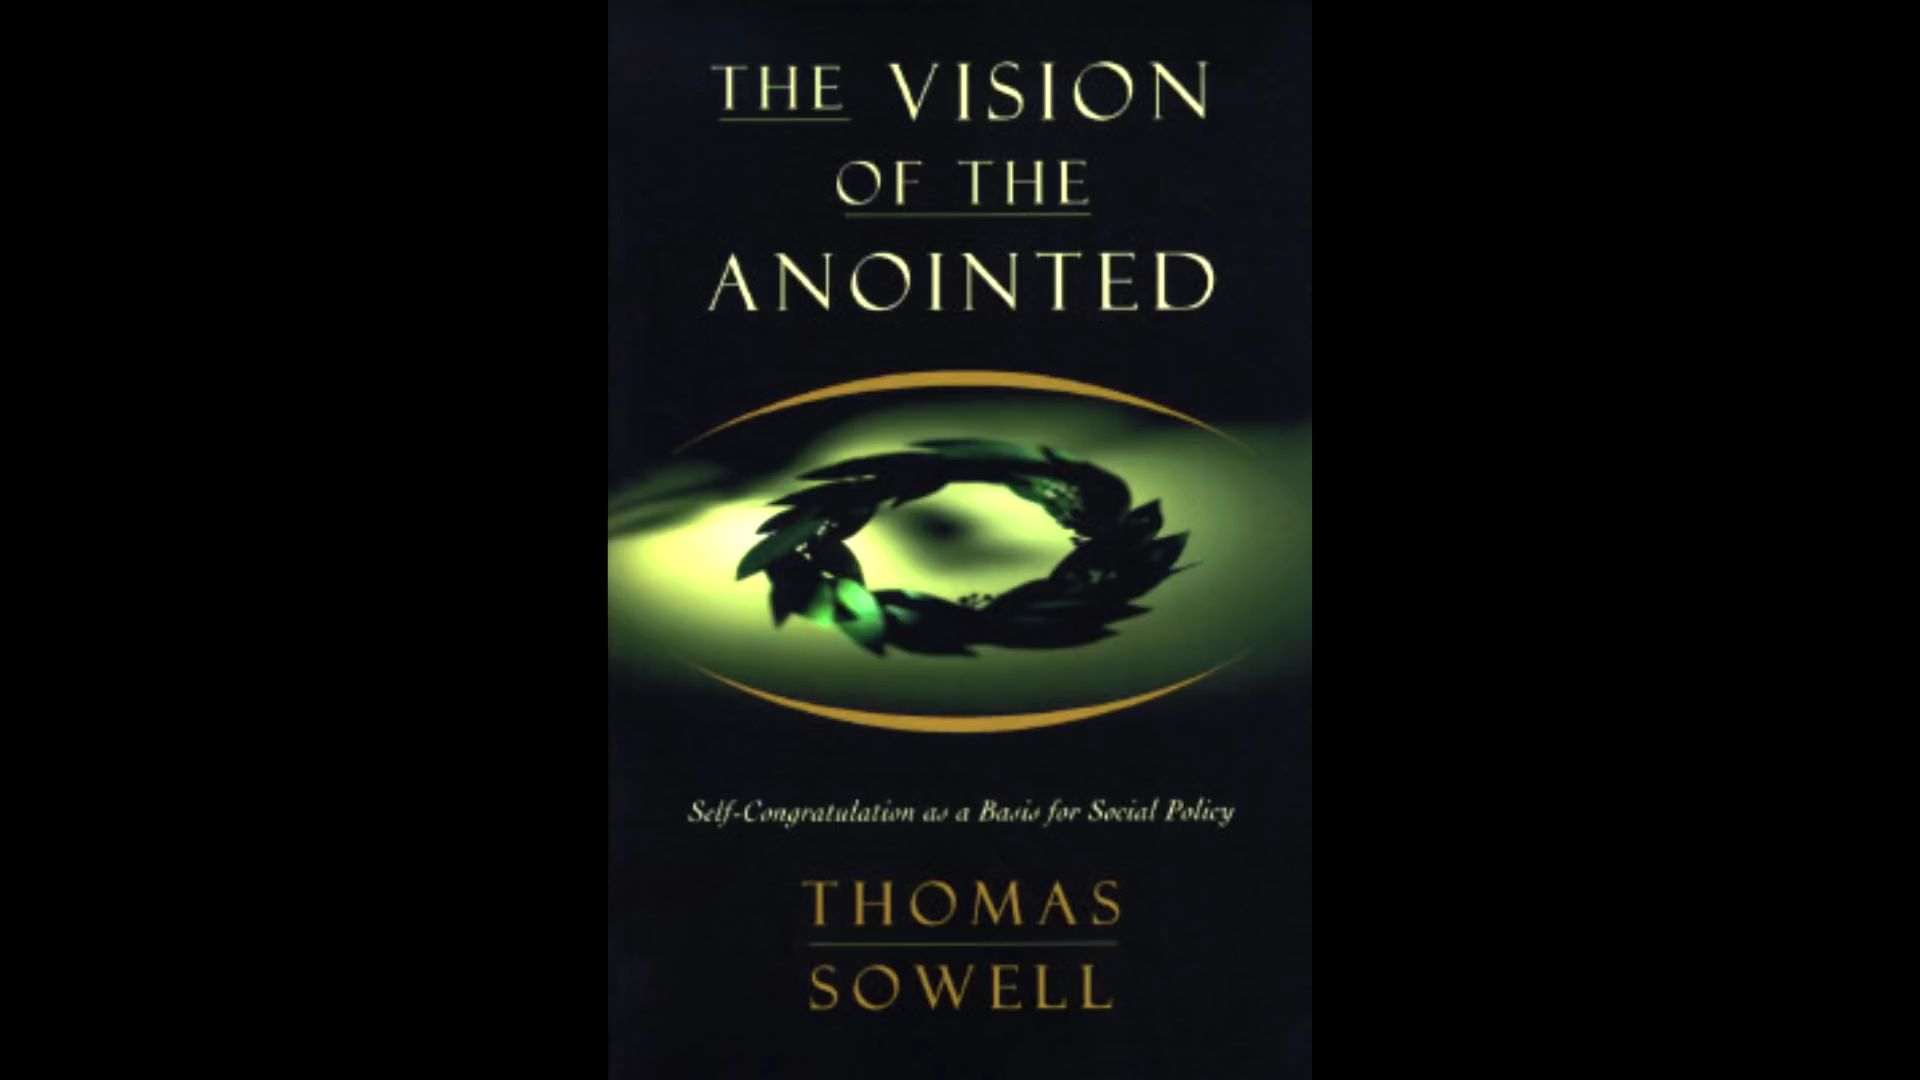 THE VISION
OF THE
ANOINTED
Self-Congratulation as a Basis for Social Policy
THOMAS
SOWELL